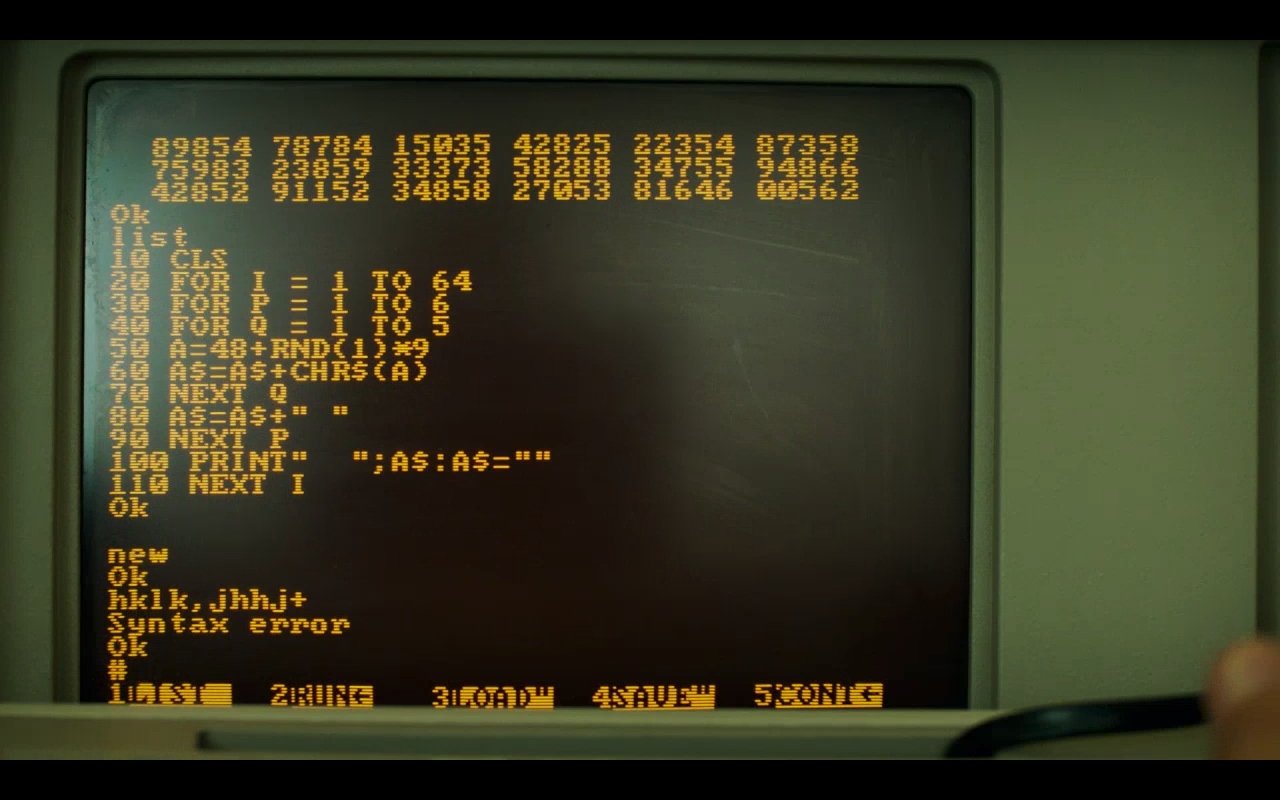 89854 78784 15035 42825 22354 87358
75983 23859 33373 58288 34755 94866
42852 91152 34858 27053 81646 00562
Ok
list
10 CLS
20 FOR I = 1 TO 64
30 FOR P = 1 TO 6
40 FOR Q = 1 TO 5
50 A=48+RND(1)*9
60 A$=A$+CHR$(A)
70 NEXT Q
80 A$=A$+" "
90 NEXT P
100 PRINT"  ";A$:A$=""
110 NEXT I
Ok
new
Ok
hklk,jhhj+
Syntax error
Ok
#
1LIST 2RUN← 3LOAD" 4SAVE" 5CONT←